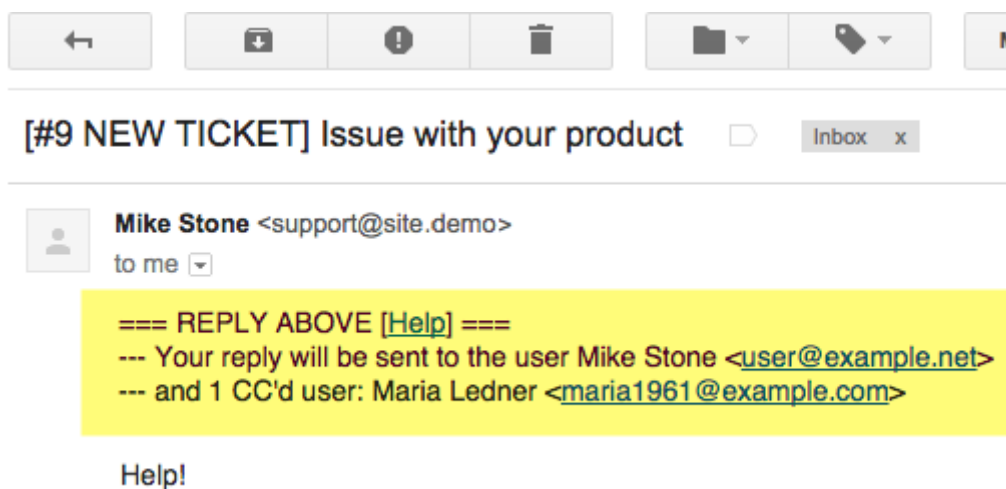 [#9 NEW TICKET] Issue with your product
Inbox x
Mike Stone <support@site.demo>
to me
=== REPLY ABOVE [Help] ===
--- Your reply will be sent to the user Mike Stone <user@example.net>
--- and 1 CC'd user: Maria Ledner <maria1961@example.com>
Help!